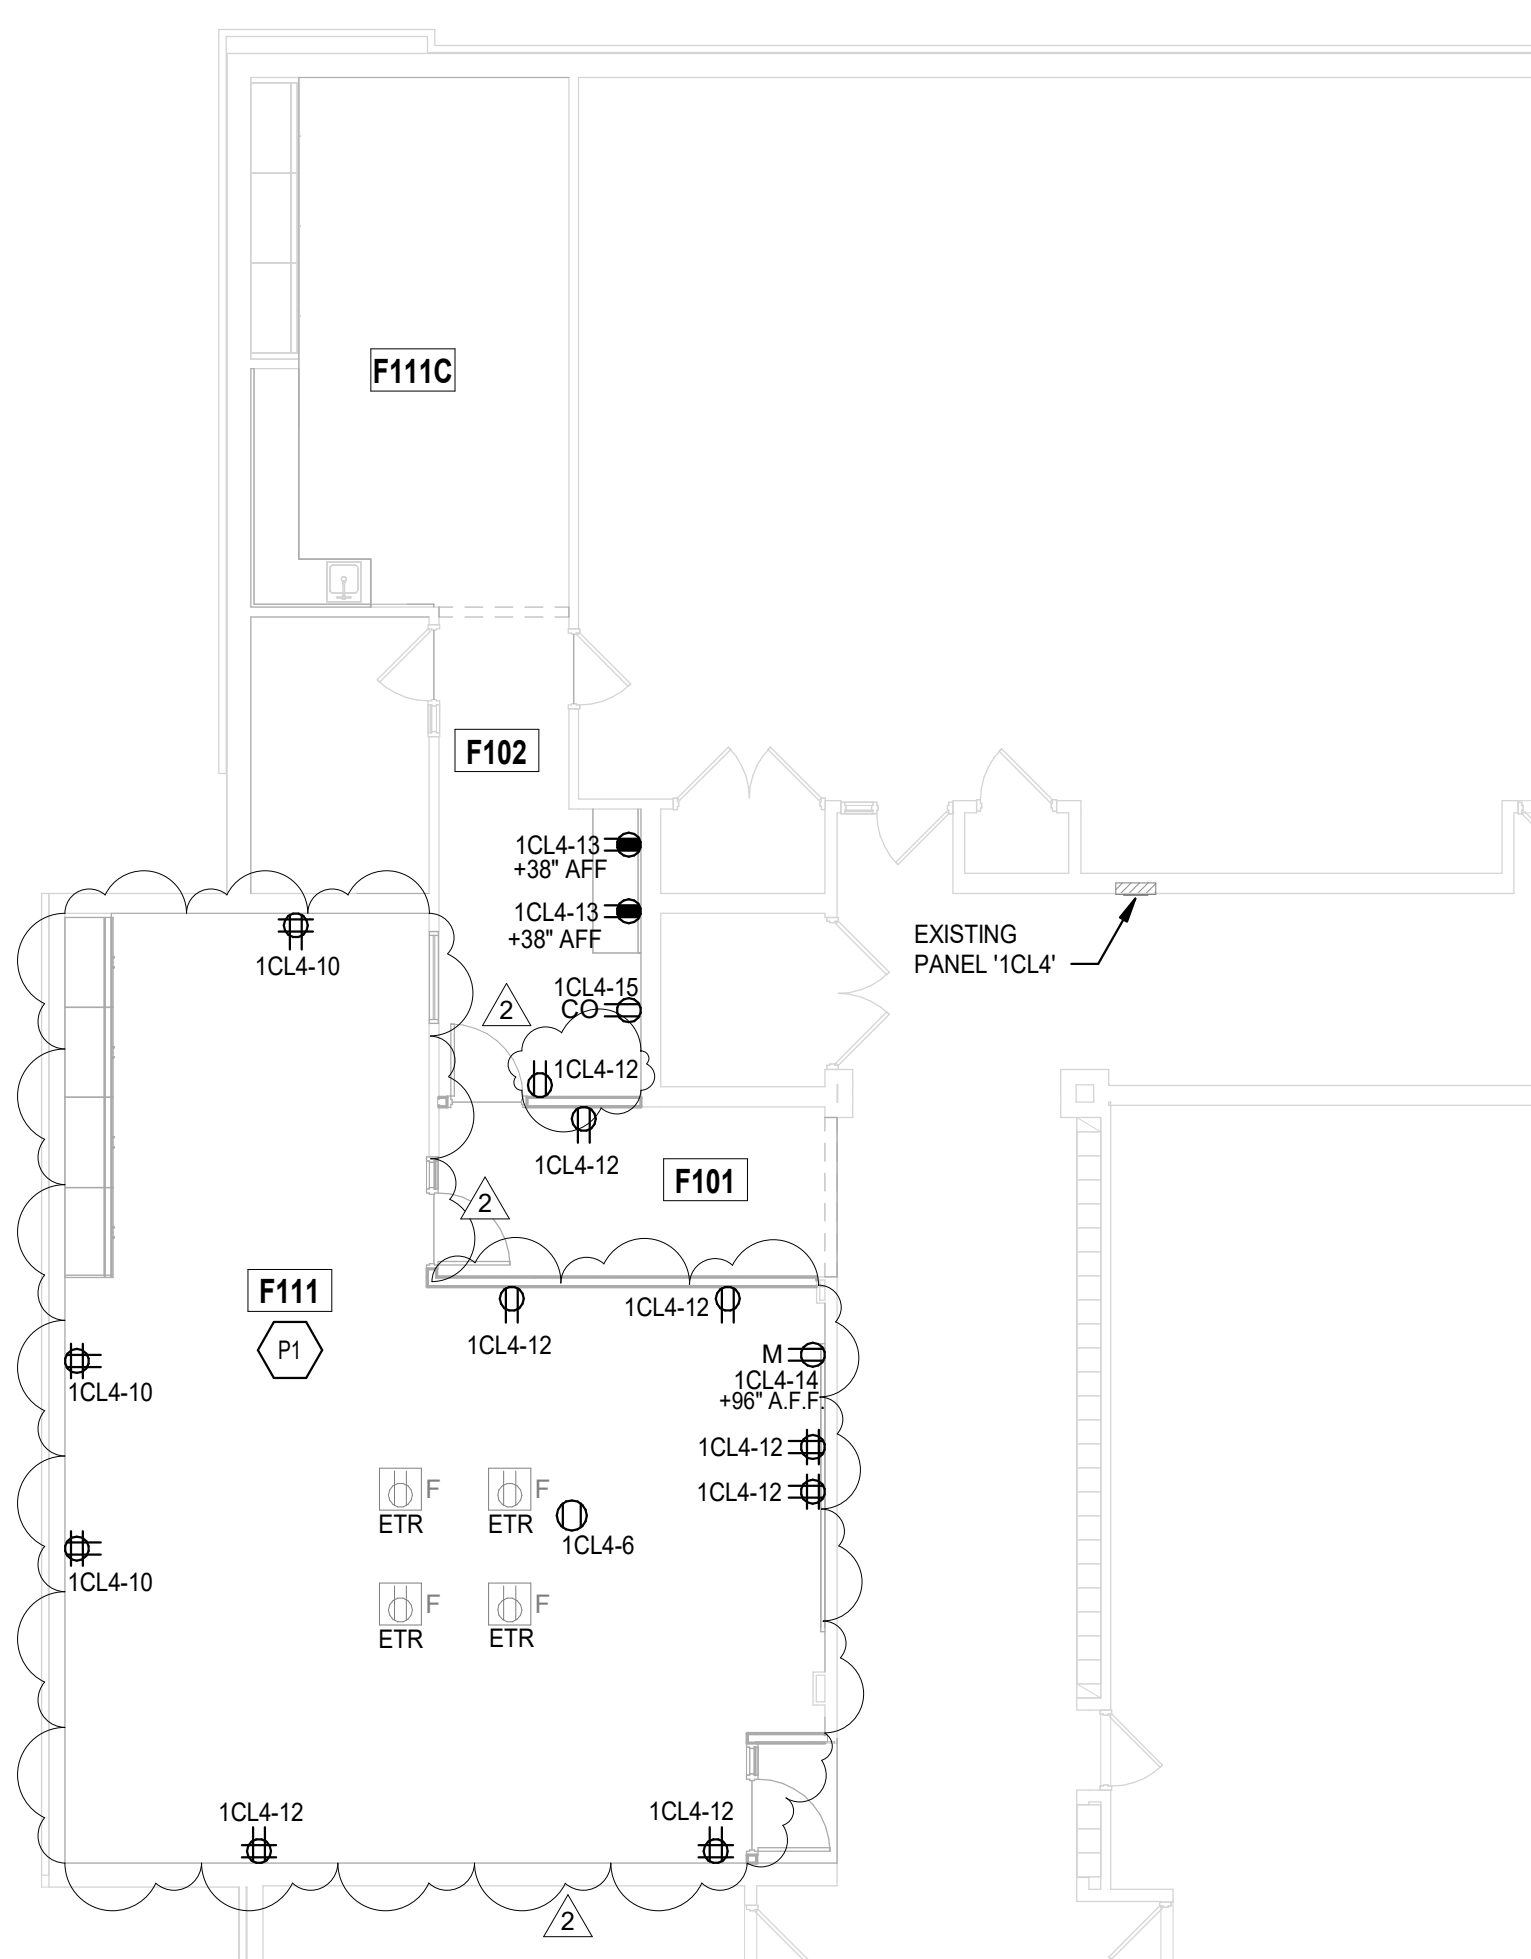 F111C
F102
1CL4-13
+38" AFF
1CL4-13
+38" AFF
EXISTING
PANEL '1CL4'
1CL4-10
1CL4-15
CO
2
1CL4-12
1CL4-12
F101
2
F111
P1
1CL4-12
1CL4-12
M
1CL4-14
+96" A.F.F.
1CL4-10
1CL4-12
1CL4-12
F
ETR
F
ETR
1CL4-6
1CL4-10
F
ETR
F
ETR
1CL4-12
1CL4-12
2